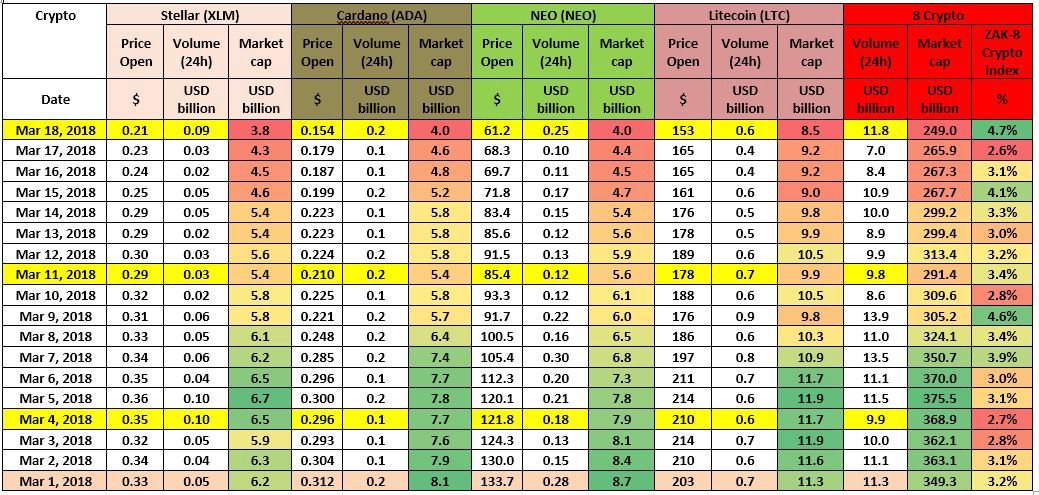 Crypto Stellar (XLM) Cardano (ADA) NEO (NEO) Litecoin (LTC) 8 Crypto
Price Open Volume (24h) Market cap Price Open Volume (24h) Market cap Price Open Volume (24h) Market cap Price Open Volume (24h) Market cap Volume (24h) Market cap ZAK-8 Crypto index
Date $ USD billion USD billion $ USD billion USD billion $ USD billion USD billion $ USD billion USD billion USD billion USD billion %
Mar 18, 2018 0.21 0.09 3.8 0.154 0.2 4.0 61.2 0.25 4.0 153 0.6 8.5 11.8 249.0 4.7%
Mar 17, 2018 0.23 0.03 4.3 0.179 0.1 4.6 68.3 0.10 4.4 165 0.4 9.2 7.0 265.9 2.6%
Mar 16, 2018 0.24 0.02 4.5 0.187 0.1 4.8 69.7 0.11 4.5 165 0.4 9.2 8.4 267.3 3.1%
Mar 15, 2018 0.25 0.05 4.6 0.199 0.2 5.2 71.8 0.17 4.7 161 0.6 9.0 10.9 267.7 4.1%
Mar 14, 2018 0.29 0.05 5.4 0.223 0.1 5.8 83.4 0.15 5.4 176 0.5 9.8 10.0 299.2 3.3%
Mar 13, 2018 0.29 0.02 5.4 0.223 0.1 5.8 85.6 0.12 5.6 178 0.5 9.9 8.9 299.4 3.0%
Mar 12, 2018 0.30 0.03 5.6 0.224 0.2 5.8 91.5 0.13 5.9 189 0.6 10.5 9.9 313.4 3.2%
Mar 11, 2018 0.29 0.03 5.4 0.210 0.2 5.4 85.4 0.12 5.6 178 0.7 9.9 9.8 291.4 3.4%
Mar 10, 2018 0.32 0.02 5.8 0.225 0.1 5.8 93.3 0.12 6.1 188 0.6 10.5 8.6 309.6 2.8%
Mar 9, 2018 0.31 0.06 5.8 0.221 0.2 5.7 91.7 0.22 6.0 176 0.9 9.8 13.9 305.2 4.6%
Mar 8, 2018 0.33 0.05 6.1 0.248 0.2 6.4 100.5 0.16 6.5 186 0.6 10.3 11.0 324.1 3.4%
Mar 7, 2018 0.34 0.06 6.2 0.285 0.2 7.4 105.4 0.30 6.8 197 0.8 10.9 13.5 350.7 3.9%
Mar 6, 2018 0.35 0.04 6.5 0.296 0.1 7.7 112.3 0.20 7.3 211 0.7 11.7 11.1 370.0 3.0%
Mar 5, 2018 0.36 0.10 6.7 0.300 0.2 7.8 120.1 0.21 7.8 214 0.6 11.9 11.5 375.5 3.1%
Mar 4, 2018 0.35 0.10 6.5 0.296 0.1 7.7 121.8 0.18 7.9 210 0.6 11.7 9.9 368.9 2.7%
Mar 3, 2018 0.32 0.05 5.9 0.293 0.1 7.6 124.3 0.13 8.1 214 0.7 11.9 10.0 362.1 2.8%
Mar 2, 2018 0.34 0.04 6.3 0.304 0.1 7.9 130.0 0.15 8.4 210 0.6 11.6 11.1 363.1 3.1%
Mar 1, 2018 0.33 0.05 6.2 0.312 0.2 8.1 133.7 0.28 8.7 203 0.7 11.3 11.3 349.3 3.2%